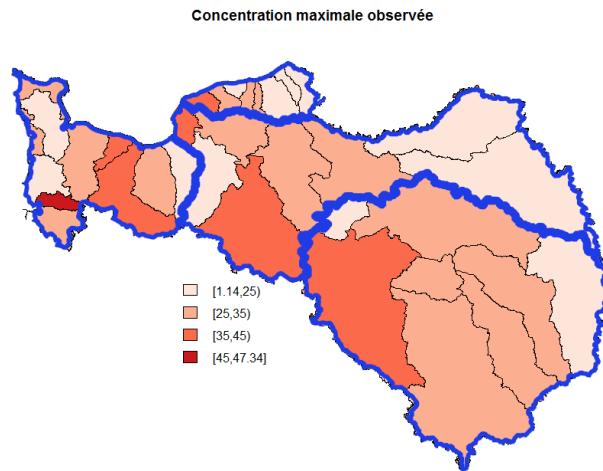 Concentration maximale observée
[1.14,25)
[25,35)
[35,45)
[45,47.34]